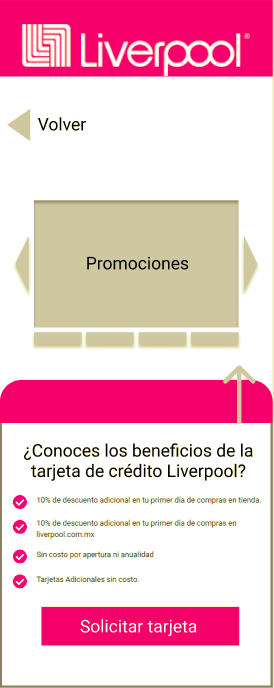 Liverpool®
Volver
Promociones
¿Conoces los beneficios de la
tarjeta de crédito Liverpool?
10% de descuento adicional en tu primer día de compras en tienda.
10% de descuento adicional en tu primer día de compras en
liverpool.com.mx
Sin costo por apertura ni anualidad
Tarjetas Adicionales sin costo.
Solicitar tarjeta